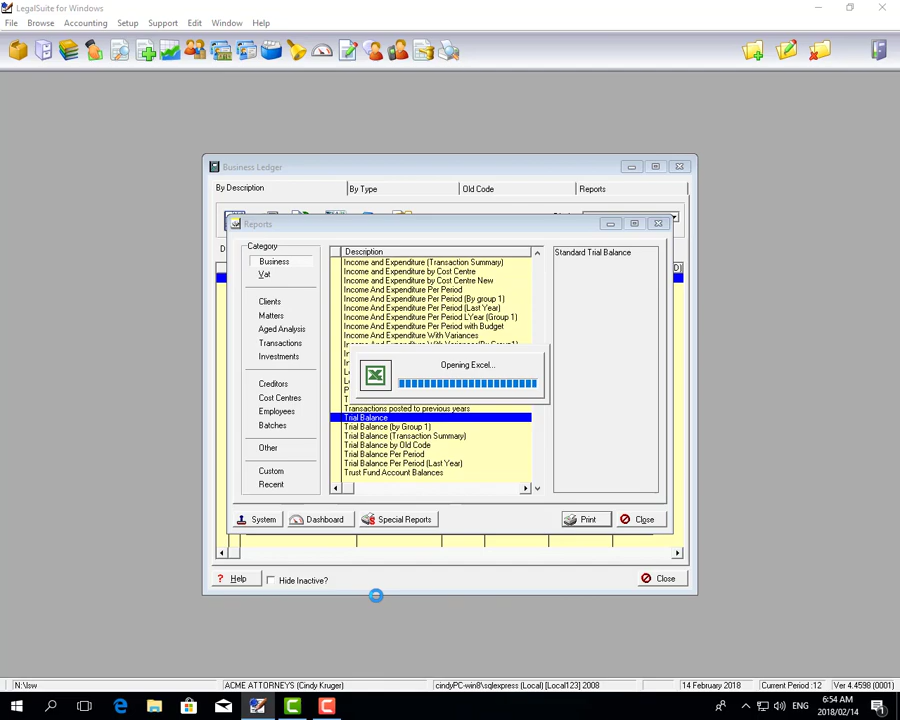 LegalSuite for Windows
File Browse Accounting Setup Support Edit Window Help
Business Ledger
By Description By Type Old Code Reports
Reports
Category
Business
Vat
Clients
Matters
Aged Analysis
Transactions
Investments
Creditors
Cost Centres
Employees
Batches
Other
Custom
Recent
Description
Income and Expenditure (Transaction Summary)
Income and Expenditure by Cost Centre
Income and Expenditure by Cost Centre New
Income And Expenditure Per Period
Income And Expenditure Per Period (By group 1)
Income And Expenditure Per Period (Last Year)
Income And Expenditure Per Period LYear (Group 1)
Income And Expenditure Per Period with Budget
Income And Expenditure With Variances
Opening Excel...
Transactions posted to previous years
Trial Balance
Trial Balance (by Group 1)
Trial Balance (Transaction Summary)
Trial Balance by Old Code
Trial Balance Per Period
Trial Balance Per Period (Last Year)
Trust Fund Account Balances
Standard Trial Balance
System Dashboard Special Reports Print Close
? Help Hide Inactive? Close
N:\lsw ACME ATTORNEYS (Cindy Kruger) cindyPC-win8\sqlexpress (Local) [Local123] 2008 14 February 2018 Current Period :12 Ver 4.4598 (0001)
ENG 6:54 AM
2018/02/14